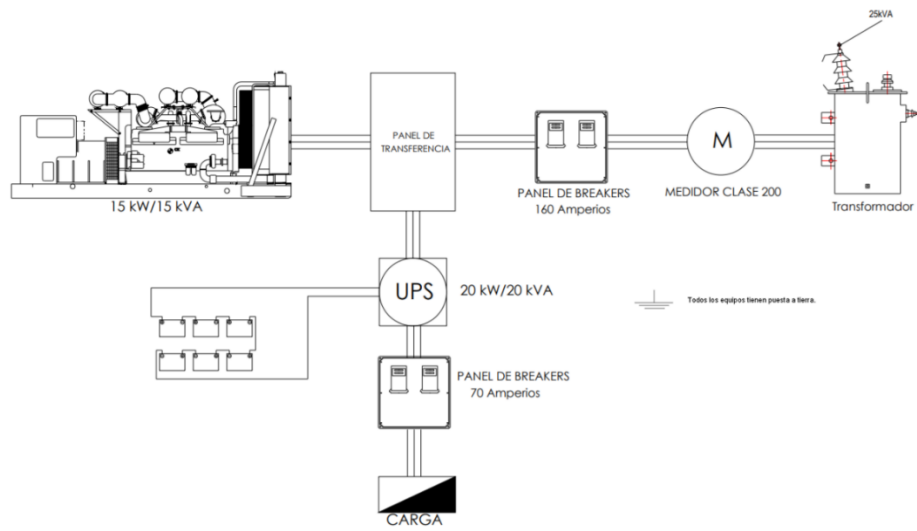 25kVA
PANEL DE
TRANSFERENCIA
M
15 kW/15 kVA
PANEL DE BREAKERS
160 Amperios
MEDIDOR CLASE 200
Transformador
UPS
20 kW/20 kVA
Todos los equipos tienen puesta a tierra.
PANEL DE BREAKERS
70 Amperios
CARGA